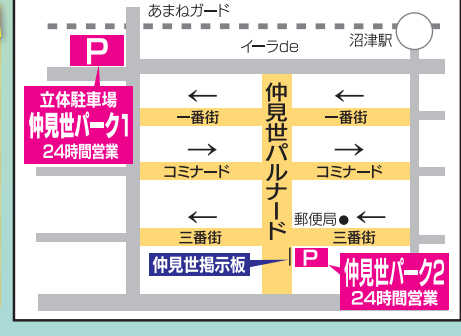 あまねガード
イーラde
沼津駅
P
立体駐車場
仲見世パーク1
24時間営業
仲見世パルナード
←
一番街
←
一番街
→
コミナード
→
コミナード
←
三番街
郵便局●
←
三番街
仲見世掲示板
P
仲見世パーク2
24時間営業